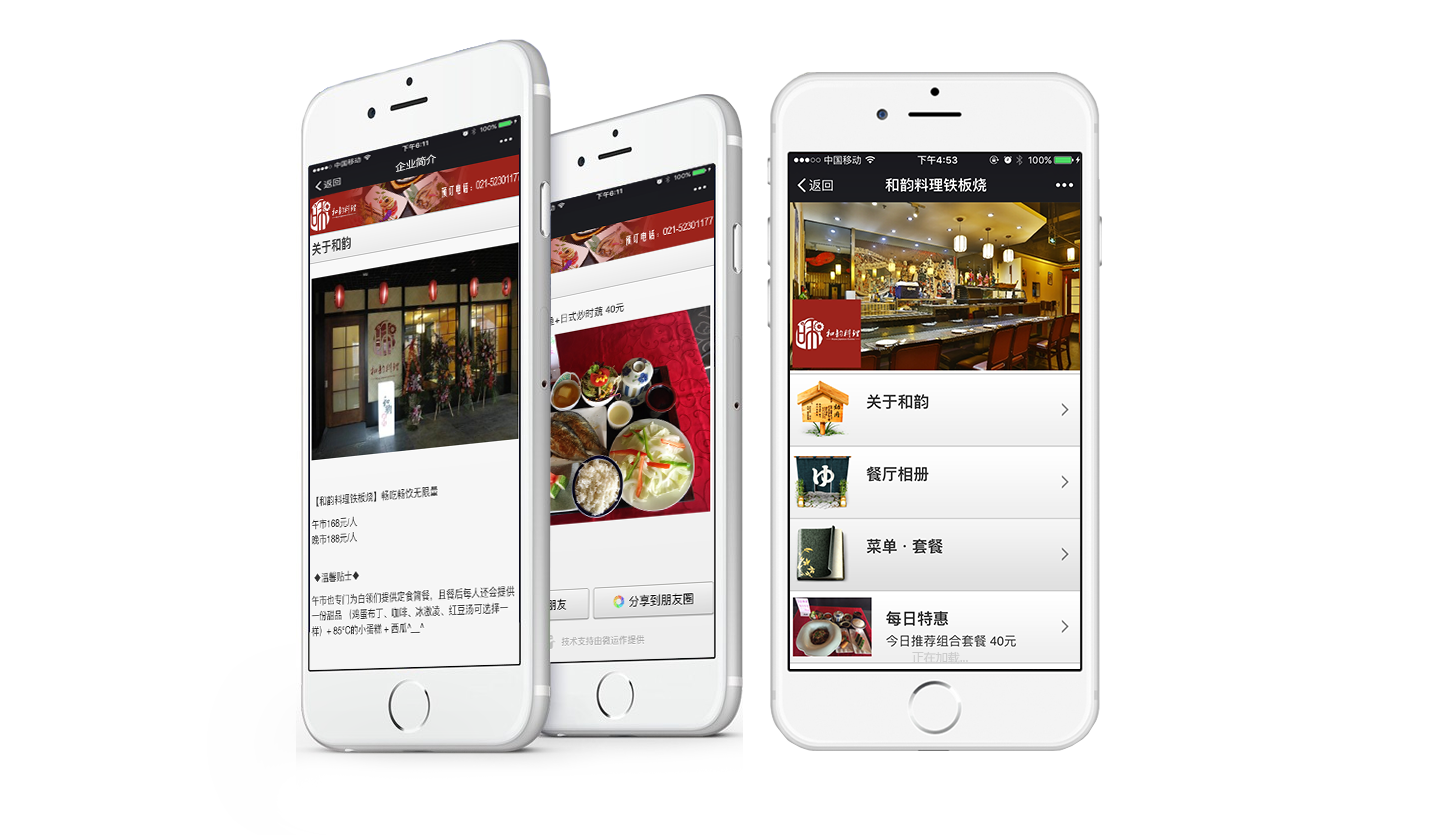 中国移动
下午6:11
100%
企业简介
返回
和韵料理
预订电话：021-5230117
关于和韵
和韵料理
【和韵料理铁板烧】畅吃畅饮无限量
午市168元/人
晚市188元/人
◆温馨贴士◆
午市也专门为白领们提供定食简餐，且餐后每人还会提供
一份甜品 （鸡蛋布丁、咖啡、冰激凌、红豆汤可选择一
样）+ 85°C的小蛋糕 + 西瓜^__^
下午6:11
100%
预订电话：021-52301177
+日式炒时蔬 40元
朋友
分享到朋友圈
技术支持由微运作提供
中国移动
下午4:53
100%
返回
和韵料理铁板烧
和韵料理
关于和韵
ゆ
餐厅相册
菜单 · 套餐
每日特惠
今日推荐组合套餐 40元
正在加载...